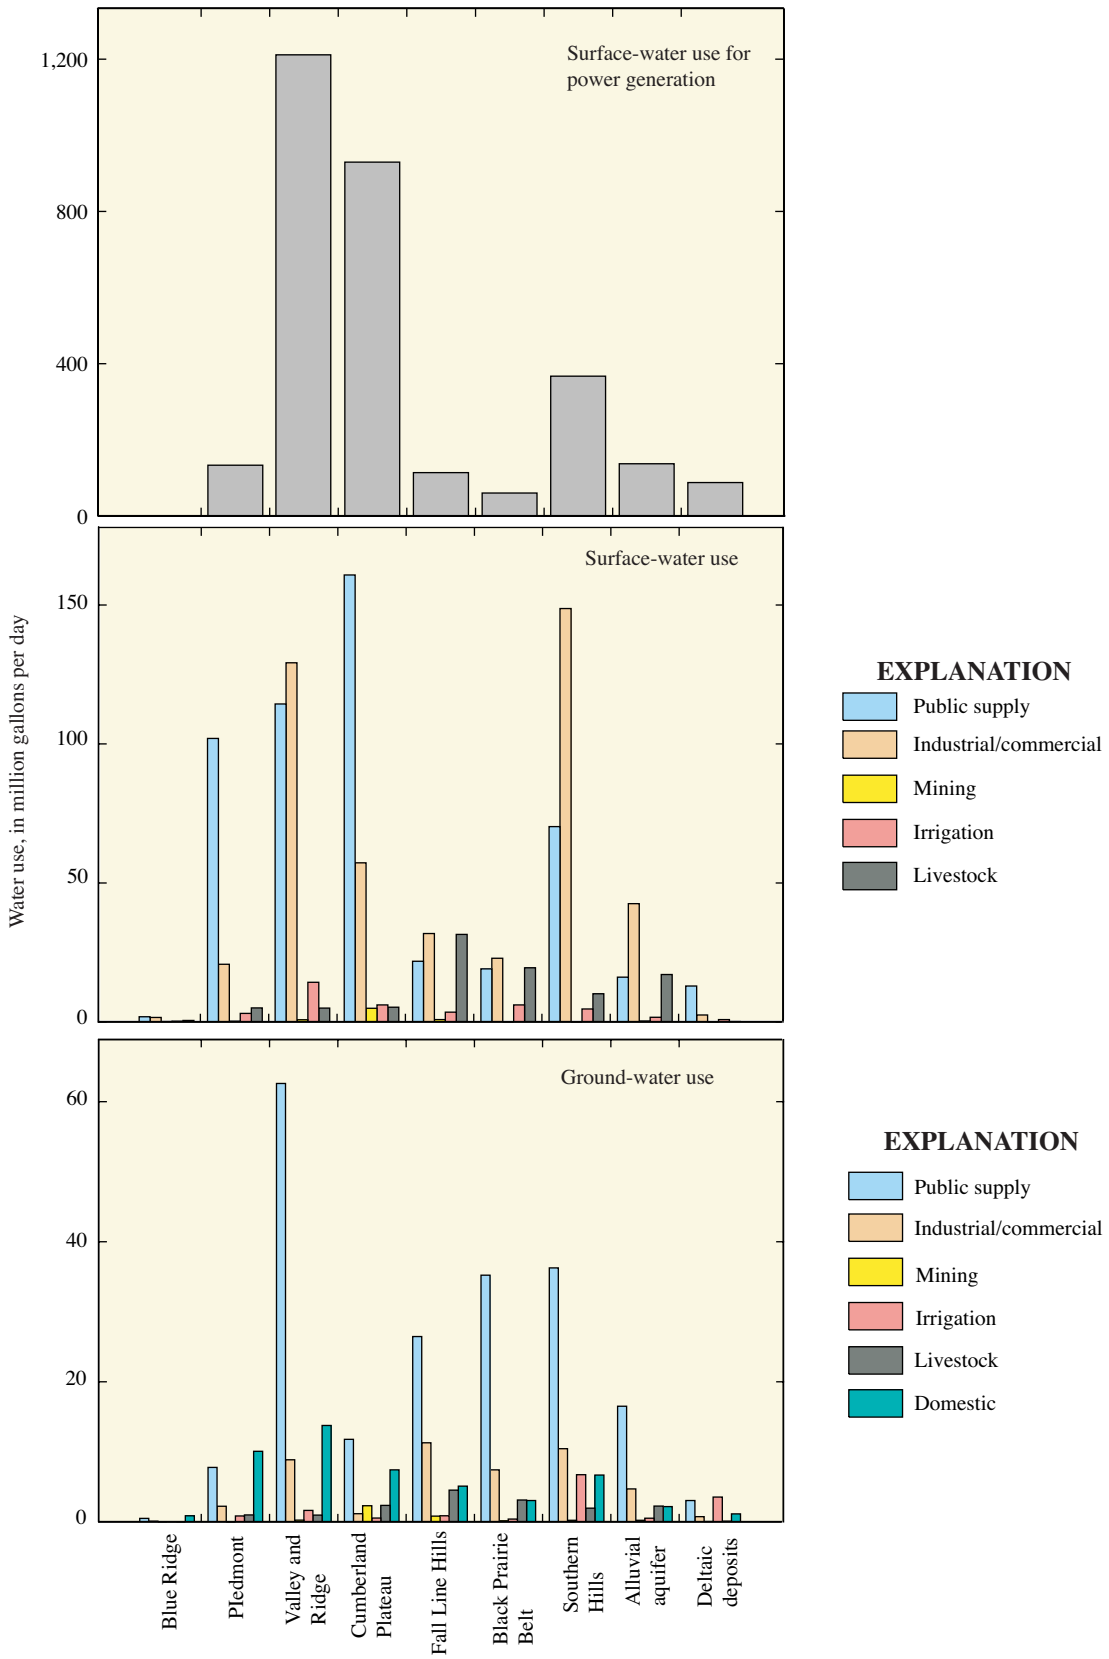 Surface-water use for
power generation
1,200
800
400
0
Surface-water use
150
100
50
0
Ground-water use
60
40
20
0
Water use, in million gallons per day
Blue Ridge
PIedmont
Valley and
Ridge
Cumberland
Plateau
Fall Line Hills
Black Prairie
Belt
Southern
Hills
Alluvial
aquifer
Deltaic
deposits
EXPLANATION
Public supply
Industrial/commercial
Mining
Irrigation
Livestock
EXPLANATION
Public supply
Industrial/commercial
Mining
Irrigation
Livestock
Domestic